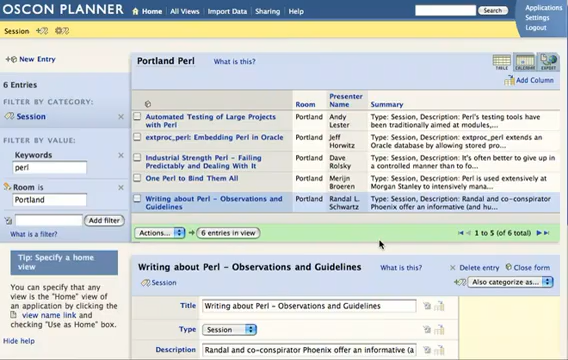 OSCON PLANNER
Home All Views Import Data Sharing Help
Search
Applications
Settings
Logout
Session
New Entry
6 Entries
FILTER BY CATEGORY:
Session
FILTER BY VALUE:
Keywords
perl
Room is
Portland
Add filter
What is a filter?
Tip: Specify a home view
You can specify that
any view is the "Home" view of
an application by clicking the
view name link and
checking "Use as Home" box.
Hide help
Portland Perl What is this?
TABLE CALENDAR EXPORT
Add Column
Room Presenter Name Summary
Automated Testing of Large Projects with Perl Portland Andy Lester Type: Session, Description: Perl's testing tools have been traditionally aimed at modules,...
extproc_perl: Embedding Perl in Oracle Portland Jeff Horwitz Type: Session, Description: extproc_perl extends an Oracle database by allowing stored pro...
Industrial Strength Perl - Failing Predictably and Dealing With It Portland Dave Rolsky Type: Session, Description: It's often better to give up in a controlled manner than to fo...
One Perl to Bind Them All Portland Merijn Broeren Type: Session, Description: Perl is used extensively at Morgan Stanley to intensively mana...
Writing about Perl - Observations and Guidelines Portland Randal L. Schwartz Type: Session, Description: Randal and co-conspirator Phoenix offer an informative (and hu...
Actions... 6 entries in view 1 to 5 (of 6 total)
Writing about Perl - Observations and Guidelines What is this? Delete entry Close form
Session Also categorize as...
Title Writing about Perl - Observations and Guidelines
Type Session
Description Randal and co-conspirator Phoenix offer an informative (a